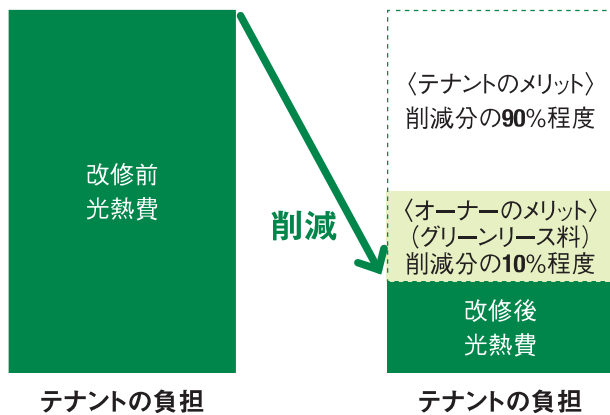 改修前
光熱費
削減
〈テナントのメリット〉
削減分の90%程度
〈オーナーのメリット〉
（グリーンリース料）
削減分の10%程度
改修後
光熱費
テナントの負担
テナントの負担